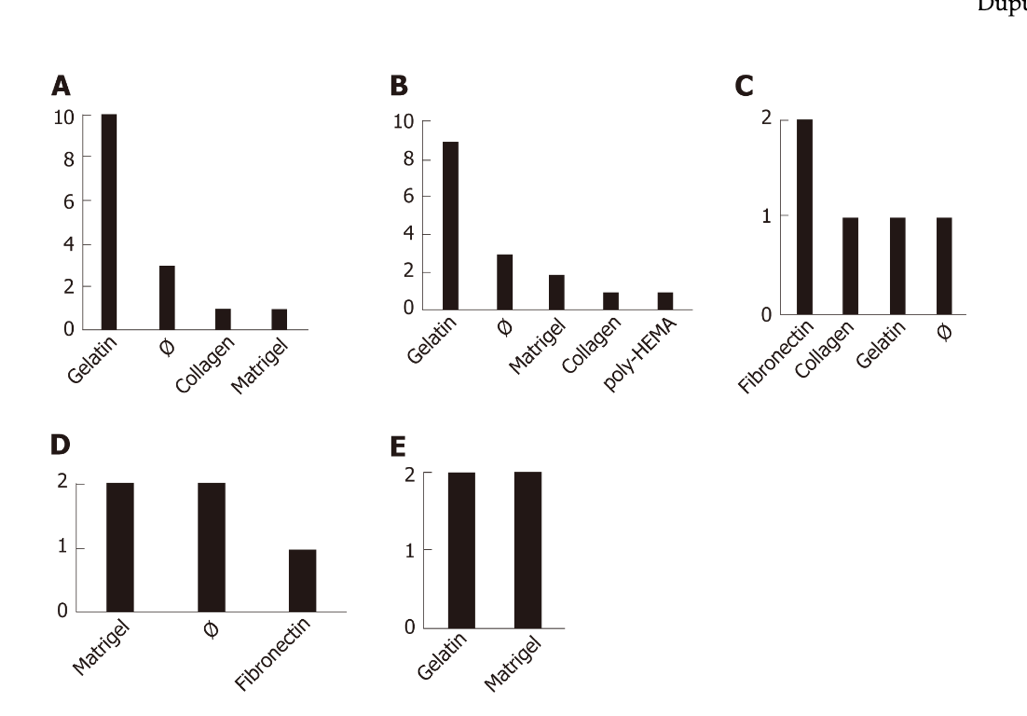 A
10
8
6
4
2
0
Gelatin
Ø
Collagen
Matrigel
B
10
8
6
4
2
0
Gelatin
Ø
Matrigel
Collagen
poly-HEMA
C
2
1
0
Fibronectin
Collagen
Gelatin
Ø
D
2
1
0
Matrigel
Ø
Fibronectin
E
2
1
0
Gelatin
Matrigel